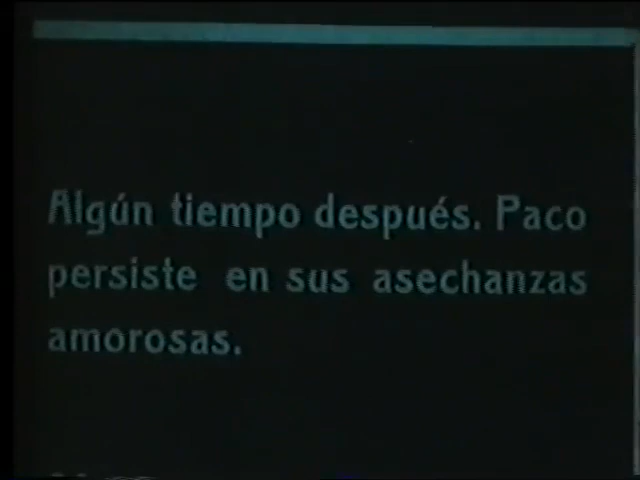 Algún tiempo después. Paco
persiste en sus asechanzas
amorosas.